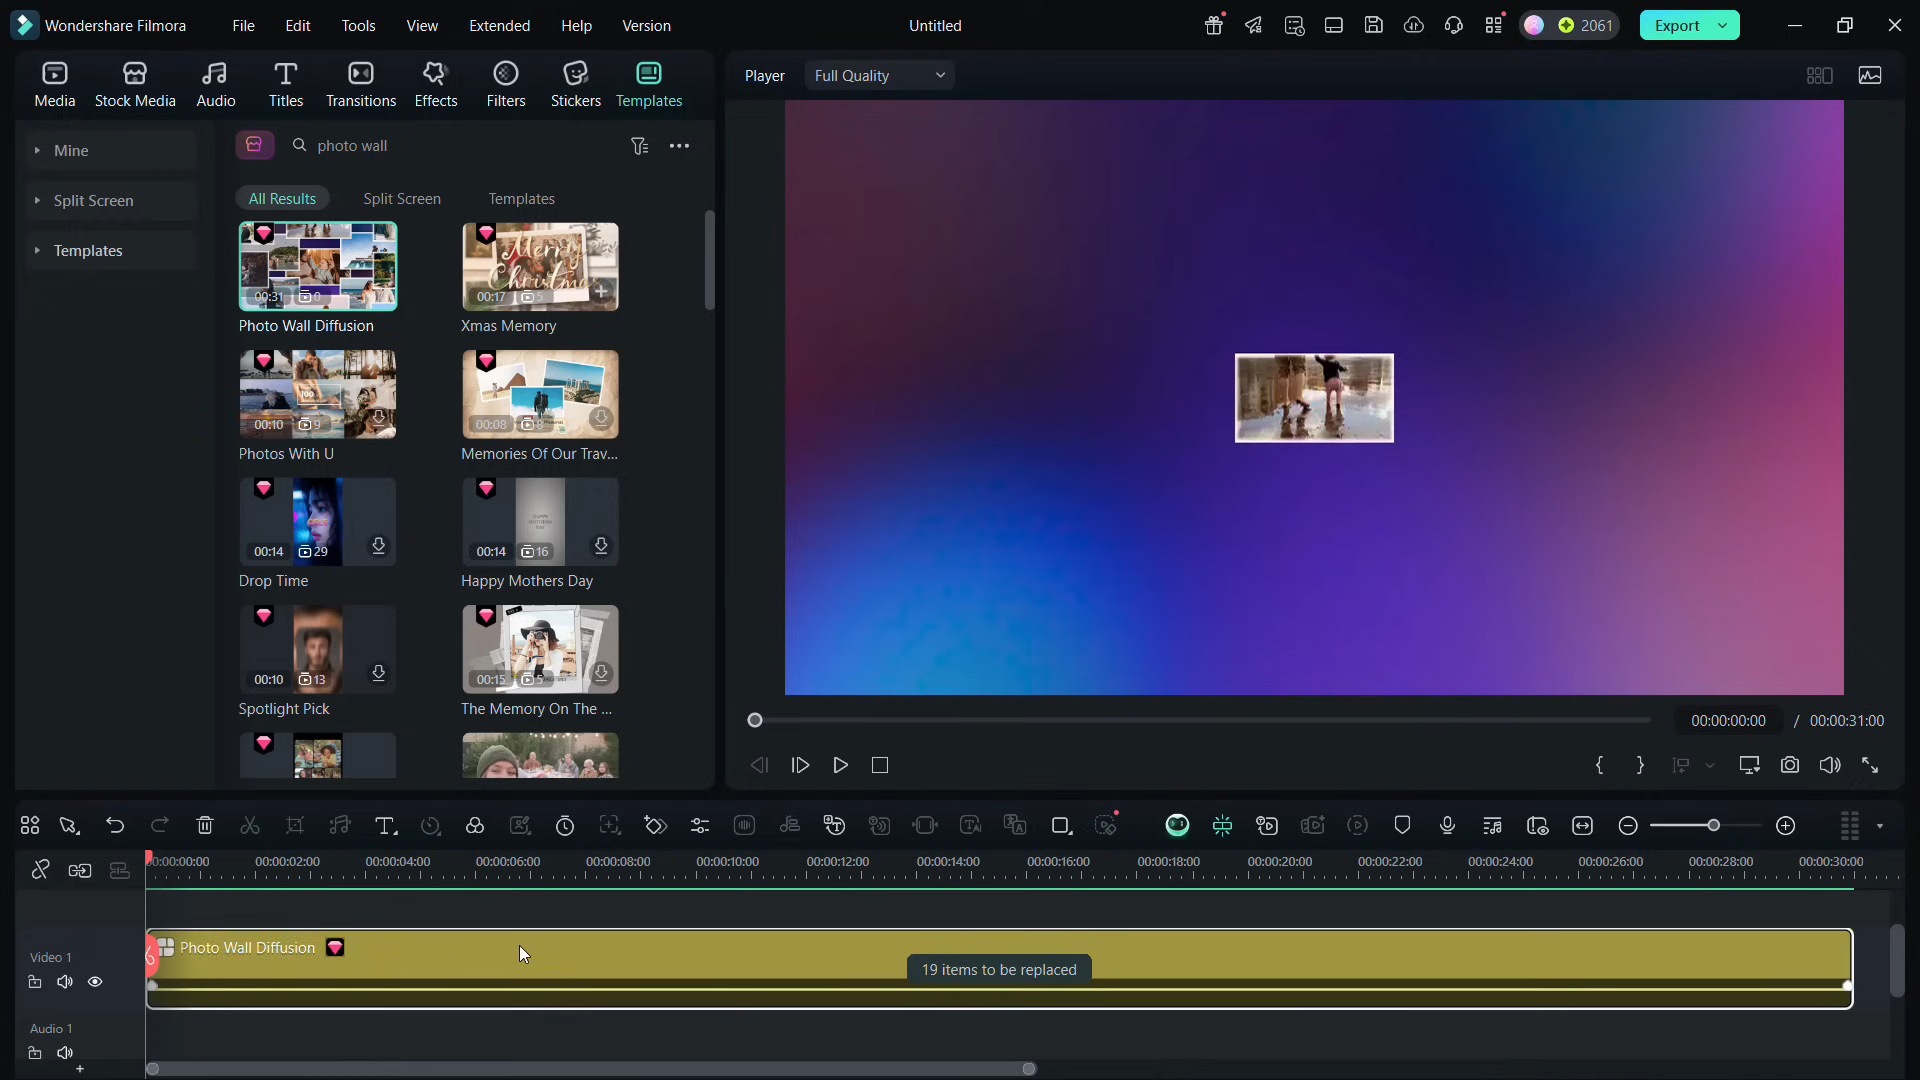 Wondershare Filmora
File
Edit
Tools
View
Extended
Help
Version
Untitled
2061
Export
Media
Stock Media
Audio
Titles
Transitions
Effects
Filters
Stickers
Templates
Player
Full Quality
Mine
Split Screen
Templates
photo wall
All Results
Split Screen
Templates
00:31
0
Photo Wall Diffusion
Merry Christmas
00:17
5
Xmas Memory
00:10
9
Photos With U
00:08
8
Memories Of Our Trav...
00:14
29
Drop Time
00:14
16
Happy Mothers Day
00:10
13
Spotlight Pick
00:15
5
The Memory On The ...
00:00:00:00
/ 00:00:31:00
00:00:00:00
00:00:02:00
00:00:04:00
00:00:06:00
00:00:08:00
00:00:10:00
00:00:12:00
00:00:14:00
00:00:16:00
00:00:18:00
00:00:20:00
00:00:22:00
00:00:24:00
00:00:26:00
00:00:28:00
00:00:30:00
Video 1
Photo Wall Diffusion
19 items to be replaced
Audio 1